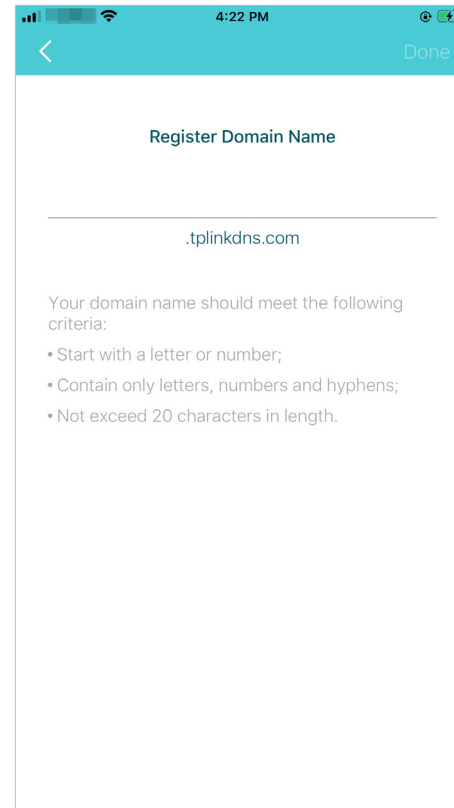 4:22 PM
Done
Register Domain Name
.tplinkdns.com
Your domain name should meet the following
criteria:
• Start with a letter or number;
• Contain only letters, numbers and hyphens;
• Not exceed 20 characters in length.